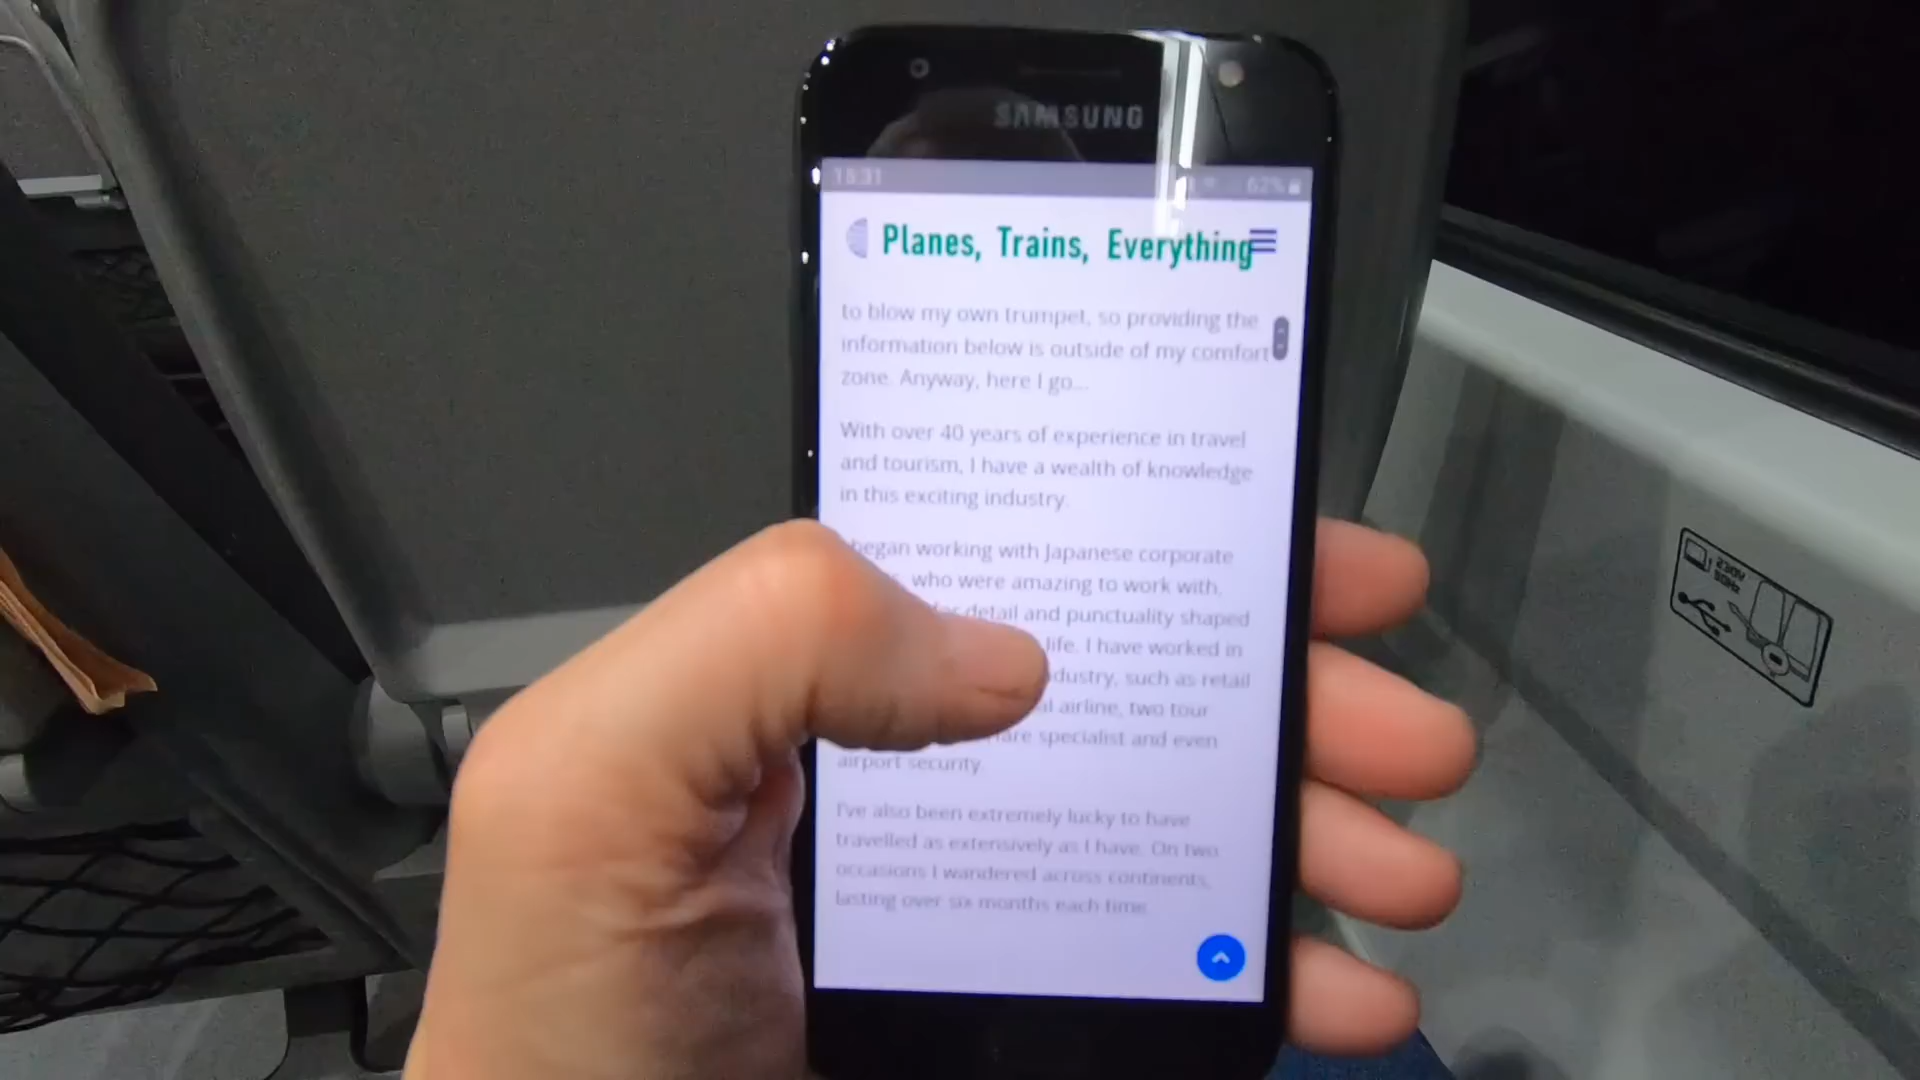 SAMSUNG
15:31
62%
Planes, Trains, Everything
to blow my own trumpet, so providing the
information below is outside of my comfort
zone. Anyway, here I go...
With over 40 years of experience in travel
and tourism, I have a wealth of knowledge
in this exciting industry.
began working with Japanese corporate
who were amazing to work with,
detail and punctuality shaped
life. I have worked in
such as retail
airline, two tour
specialist and even
airport security.
I've also been extremely lucky to have
travelled as extensively as I have. On two
occasions I wandered across continents,
lasting over six months each time.
230V
50Hz